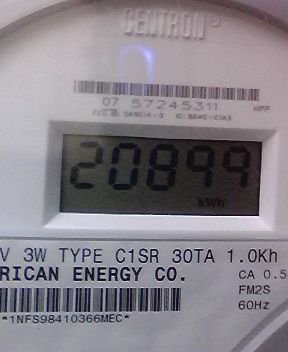 CENTRON
07 57245311 HPP
20899
kWh
V 3W TYPE C1SR 30TA 1.0Kh
RICAN ENERGY CO.
CA 0.5
FM2S
60Hz
*1NFS98410366MEC*